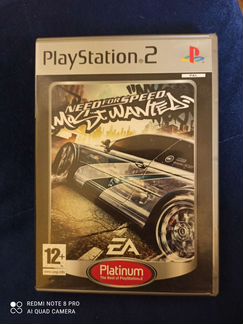 PlayStation 2
PAL
NEED FOR SPEED
MOST WANTED
12+
EA
Platinum
The Best of PlayStation 2
REDMI NOTE 8 PRO
AI QUAD CAMERA